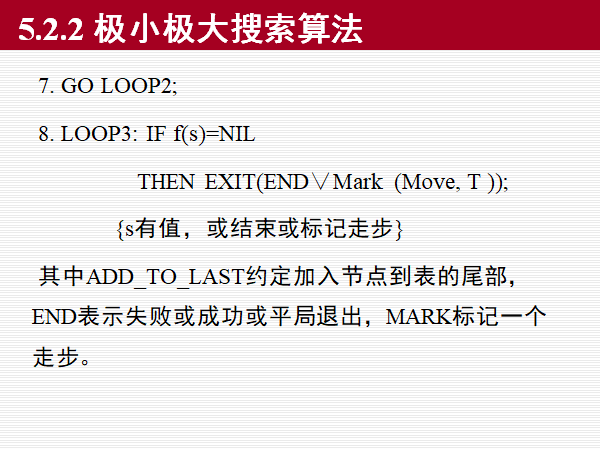 5.2.2 极小极大搜索算法
7. GO LOOP2;
8. LOOP3: IF f(s)=NIL
THEN EXIT(END∨Mark (Move, T ));
{s有值，或结束或标记走步}
其中ADD_TO_LAST约定加入节点到表的尾部，
END表示失败或成功或平局退出，MARK标记一个
走步。